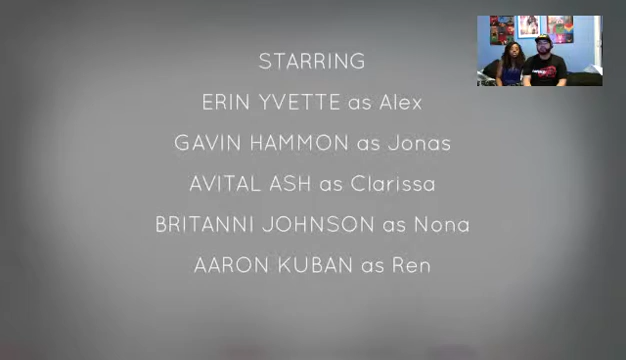 STARRING
ERIN YVETTE as Alex
GAVIN HAMMON as Jonas
AVITAL ASH as Clarissa
BRITANNI JOHNSON as Nona
AARON KUBAN as Ren